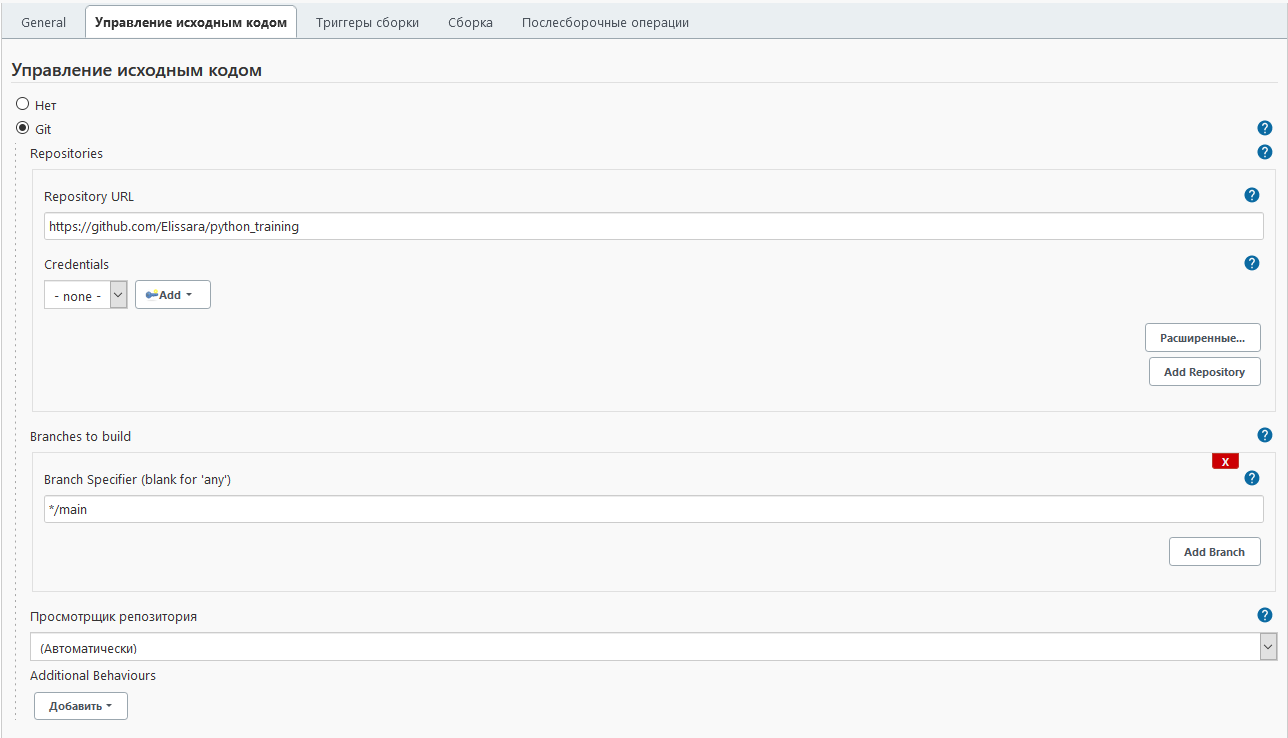 General Управление исходным кодом Триггеры сборки Сборка Послесборочные операции
Управление исходным кодом
Нет
Git ?
Repositories ?
Repository URL ?
https://github.com/Elissara/python_training
Credentials ?
- none - Add
Расширенные...
Add Repository
Branches to build ?
X
Branch Specifier (blank for 'any') ?
*/main
Add Branch
Просмотрщик репозитория ?
(Автоматически)
Additional Behaviours
Добавить